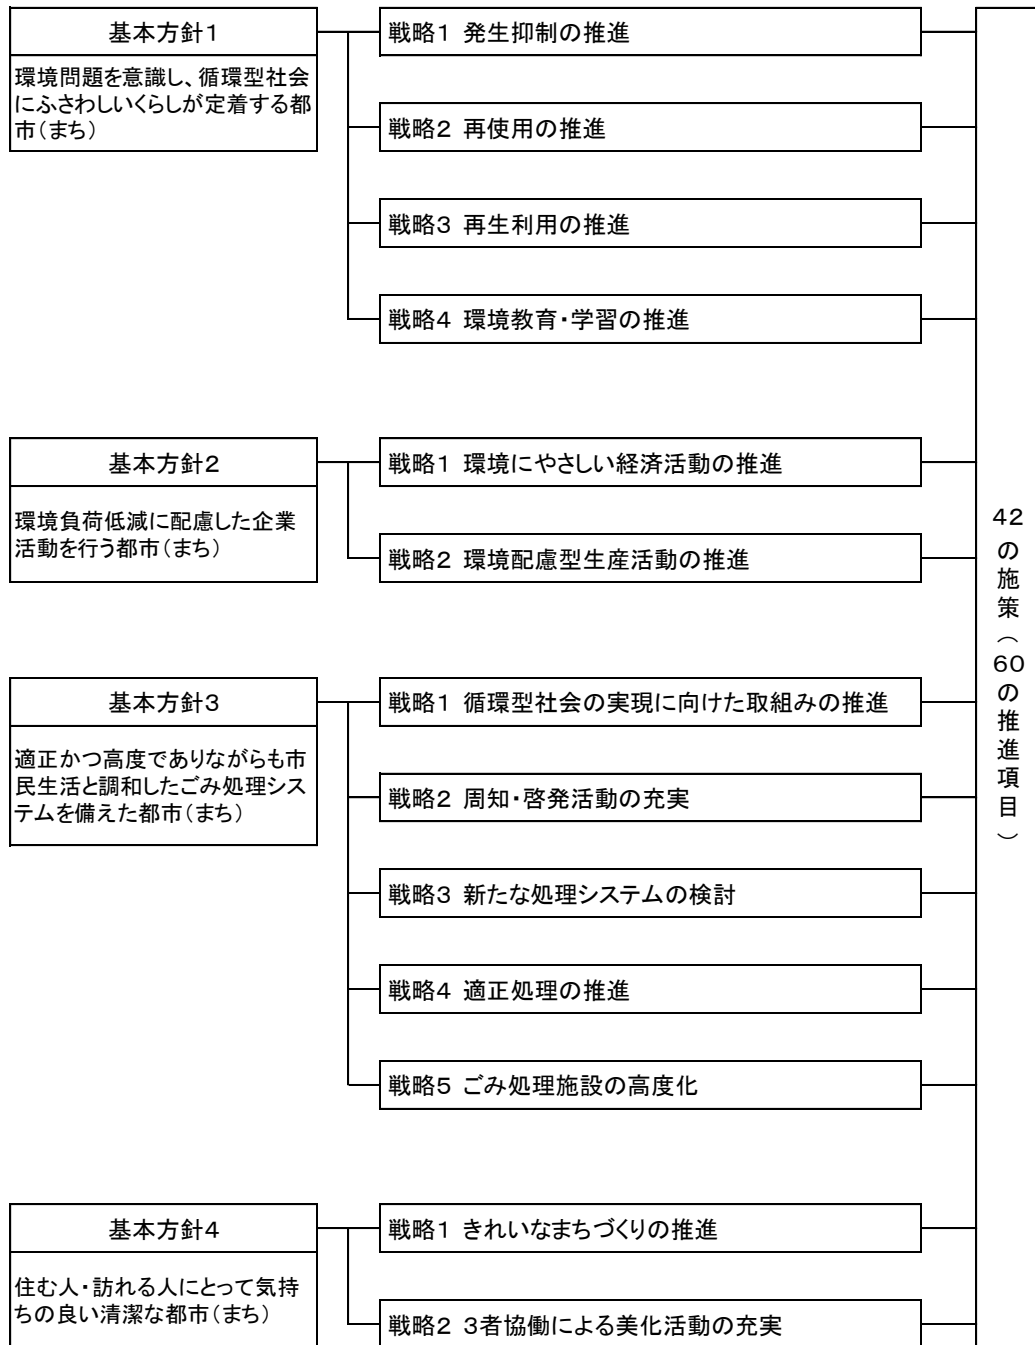 基本方針1
環境問題を意識し、循環型社会
にふさわしいくらしが定着する都
市(まち)
戦略1 発生抑制の推進
戦略2 再使用の推進
戦略3 再生利用の推進
戦略4 環境教育・学習の推進
基本方針2
環境負荷低減に配慮した企業
活動を行う都市(まち)
戦略1 環境にやさしい経済活動の推進
戦略2 環境配慮型生産活動の推進
基本方針3
適正かつ高度でありながらも市
民生活と調和したごみ処理シス
テムを備えた都市(まち)
戦略1 循環型社会の実現に向けた取組みの推進
戦略2 周知・啓発活動の充実
戦略3 新たな処理システムの検討
戦略4 適正処理の推進
戦略5 ごみ処理施設の高度化
基本方針4
住む人・訪れる人にとって気持
ちの良い清潔な都市(まち)
戦略1 きれいなまちづくりの推進
戦略2 3者協働による美化活動の充実
42の施策(60の推進項目)